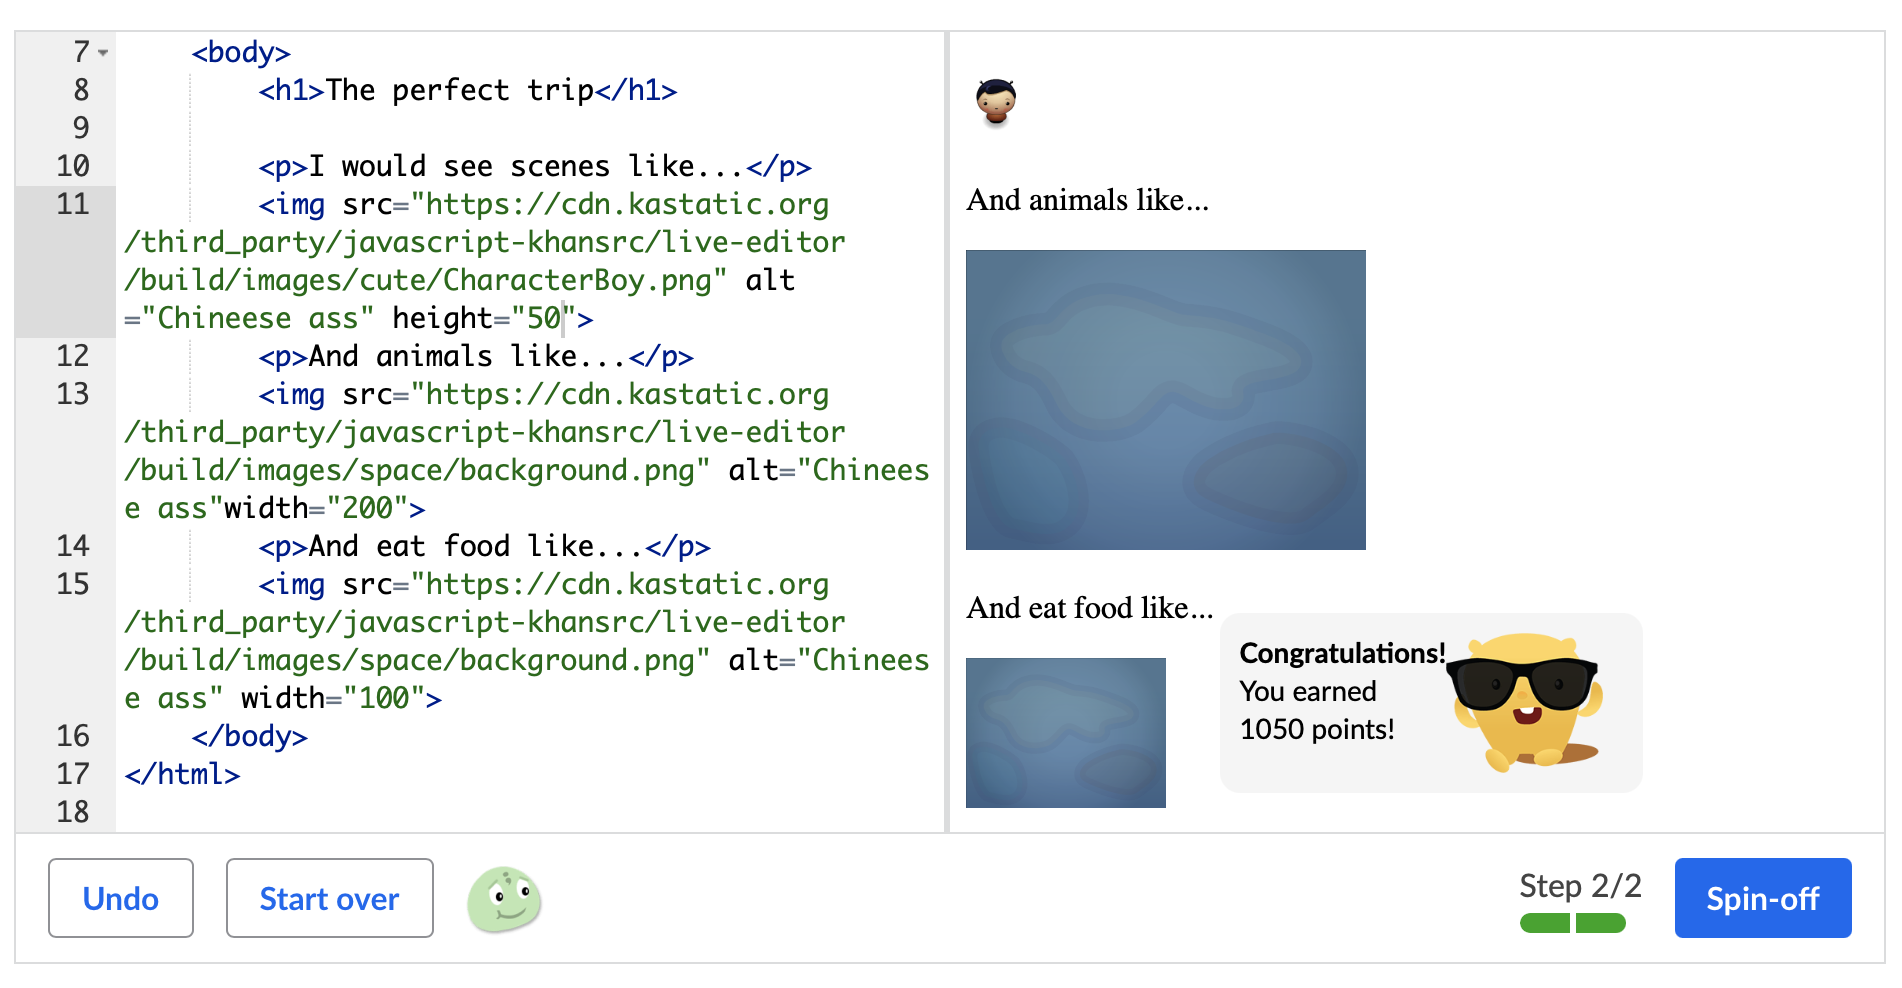 7 <body>
8 <h1>The perfect trip</h1>
9
10 <p>I would see scenes like...</p>
11 <img src="https://cdn.kastatic.org
/third_party/javascript-khansrc/live-editor
/build/images/cute/CharacterBoy.png" alt
="Chineese ass" height="50">
12 <p>And animals like...</p>
13 <img src="https://cdn.kastatic.org
/third_party/javascript-khansrc/live-editor
/build/images/space/background.png" alt="Chinees
e ass"width="200">
14 <p>And eat food like...</p>
15 <img src="https://cdn.kastatic.org
/third_party/javascript-khansrc/live-editor
/build/images/space/background.png" alt="Chinees
e ass" width="100">
16 </body>
17 </html>
18
And animals like...
And eat food like...
Congratulations!
You earned
1050 points!
Undo
Start over
Step 2/2
Spin-off